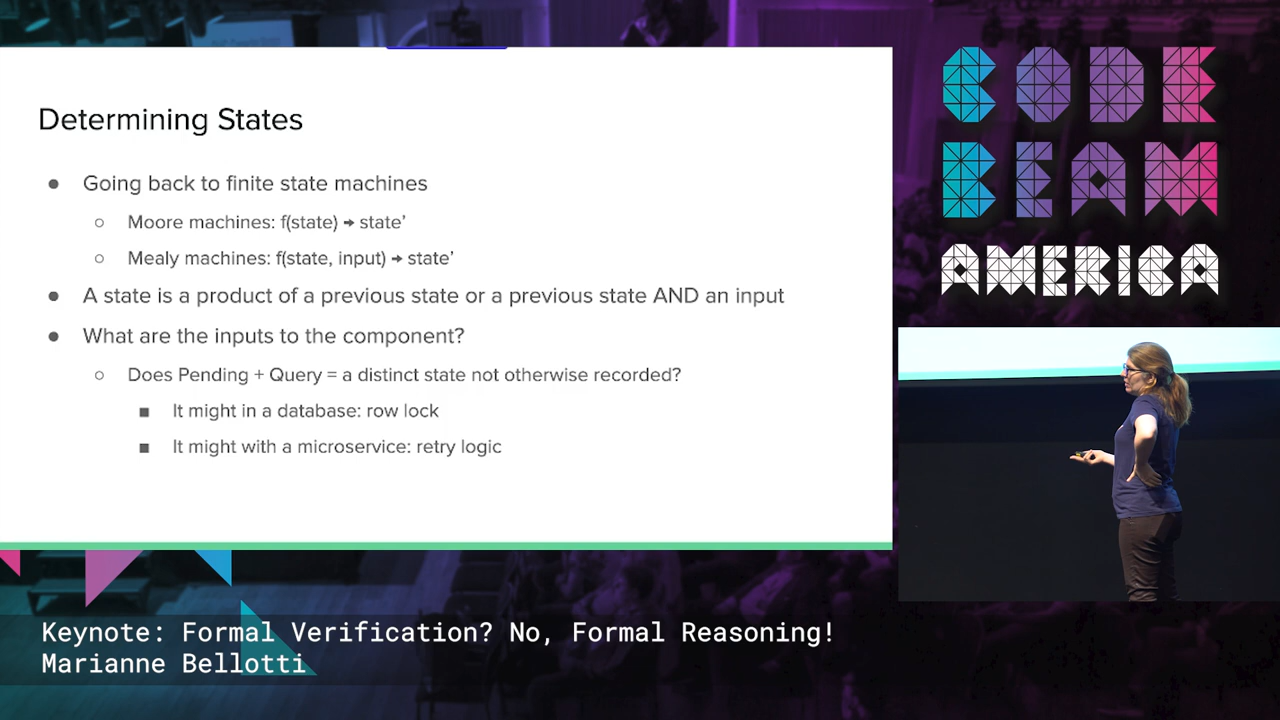 Determining States
● Going back to finite state machines
○ Moore machines: f(state) → state’
○ Mealy machines: f(state, input) → state’
● A state is a product of a previous state or a previous state AND an input
● What are the inputs to the component?
○ Does Pending + Query = a distinct state not otherwise recorded?
■ It might in a database: row lock
■ It might with a microservice: retry logic
CODE
BEAM
AMERICA
Keynote: Formal Verification? No, Formal Reasoning!
Marianne Bellotti